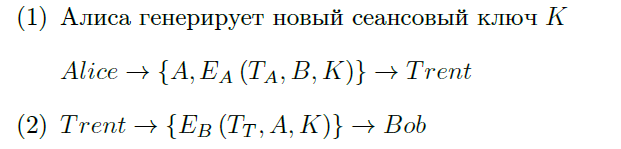 (1) Алиса генерирует новый сеансовый ключ K
Alice → {A, E_A (T_A, B, K)} → Trent
(2) Trent → {E_B (T_T, A, K)} → Bob